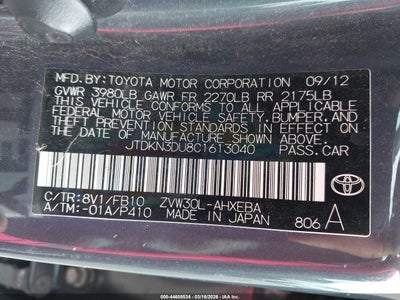 MFD.BY:TOYOTA MOTOR CORPORATION 09/12
GVWR 3980LB GAWR FR 2270LB RR 2175LB
THIS VEHICLE CONFORMS TO ALL APPLICABLE
FEDERAL MOTOR VEHICLE SAFETY, BUMPER, AND
THEFT PREVENTION STANDARDS IN EFFECT ON
THE DATE OF MANUFACTURE SHOWN ABOVE.
JTDKN3DU8C1613040 PASS.CAR
C/TR:8V1/FB10 ZVW30L-AHXEBA
A/TM:-01A/P410 MADE IN JAPAN 806 A
TOYOTA
000-44608534 - 03/16/2026 - IAAI